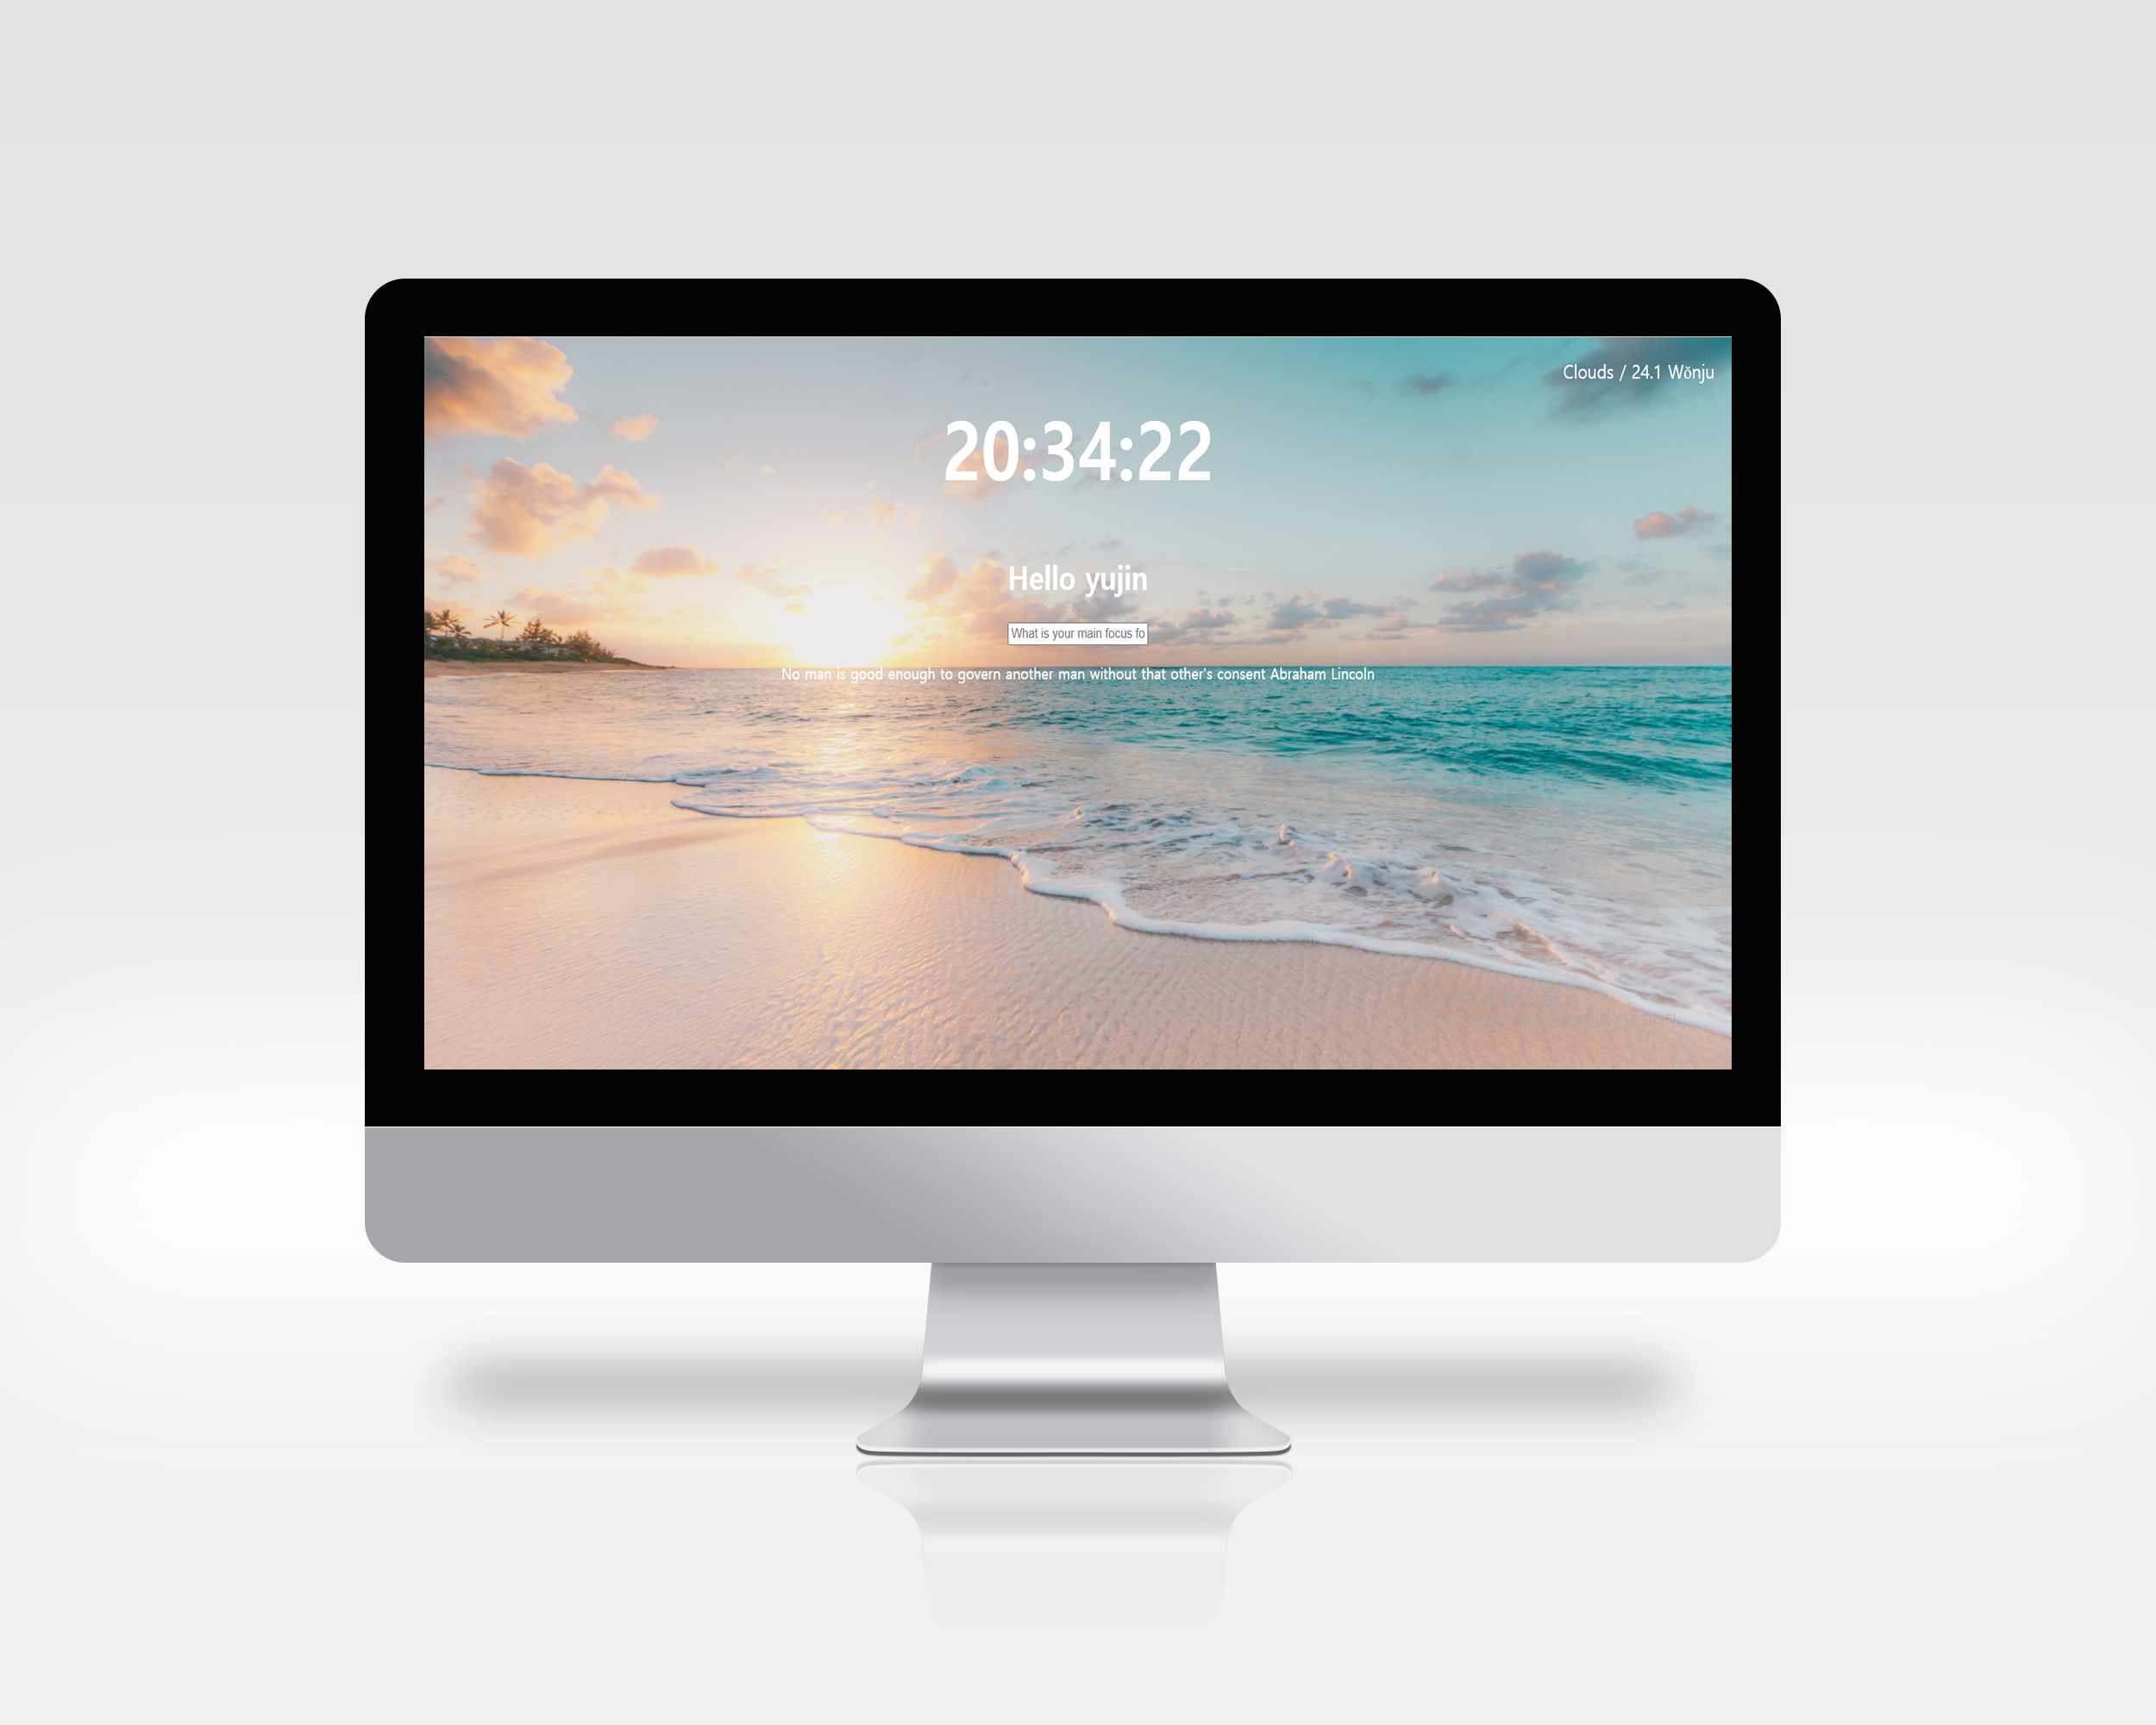 Clouds / 24.1 Wŏnju
20:34:22
Hello yujin
What is your main focus fo
No man is good enough to govern another man without that other's consent Abraham Lincoln